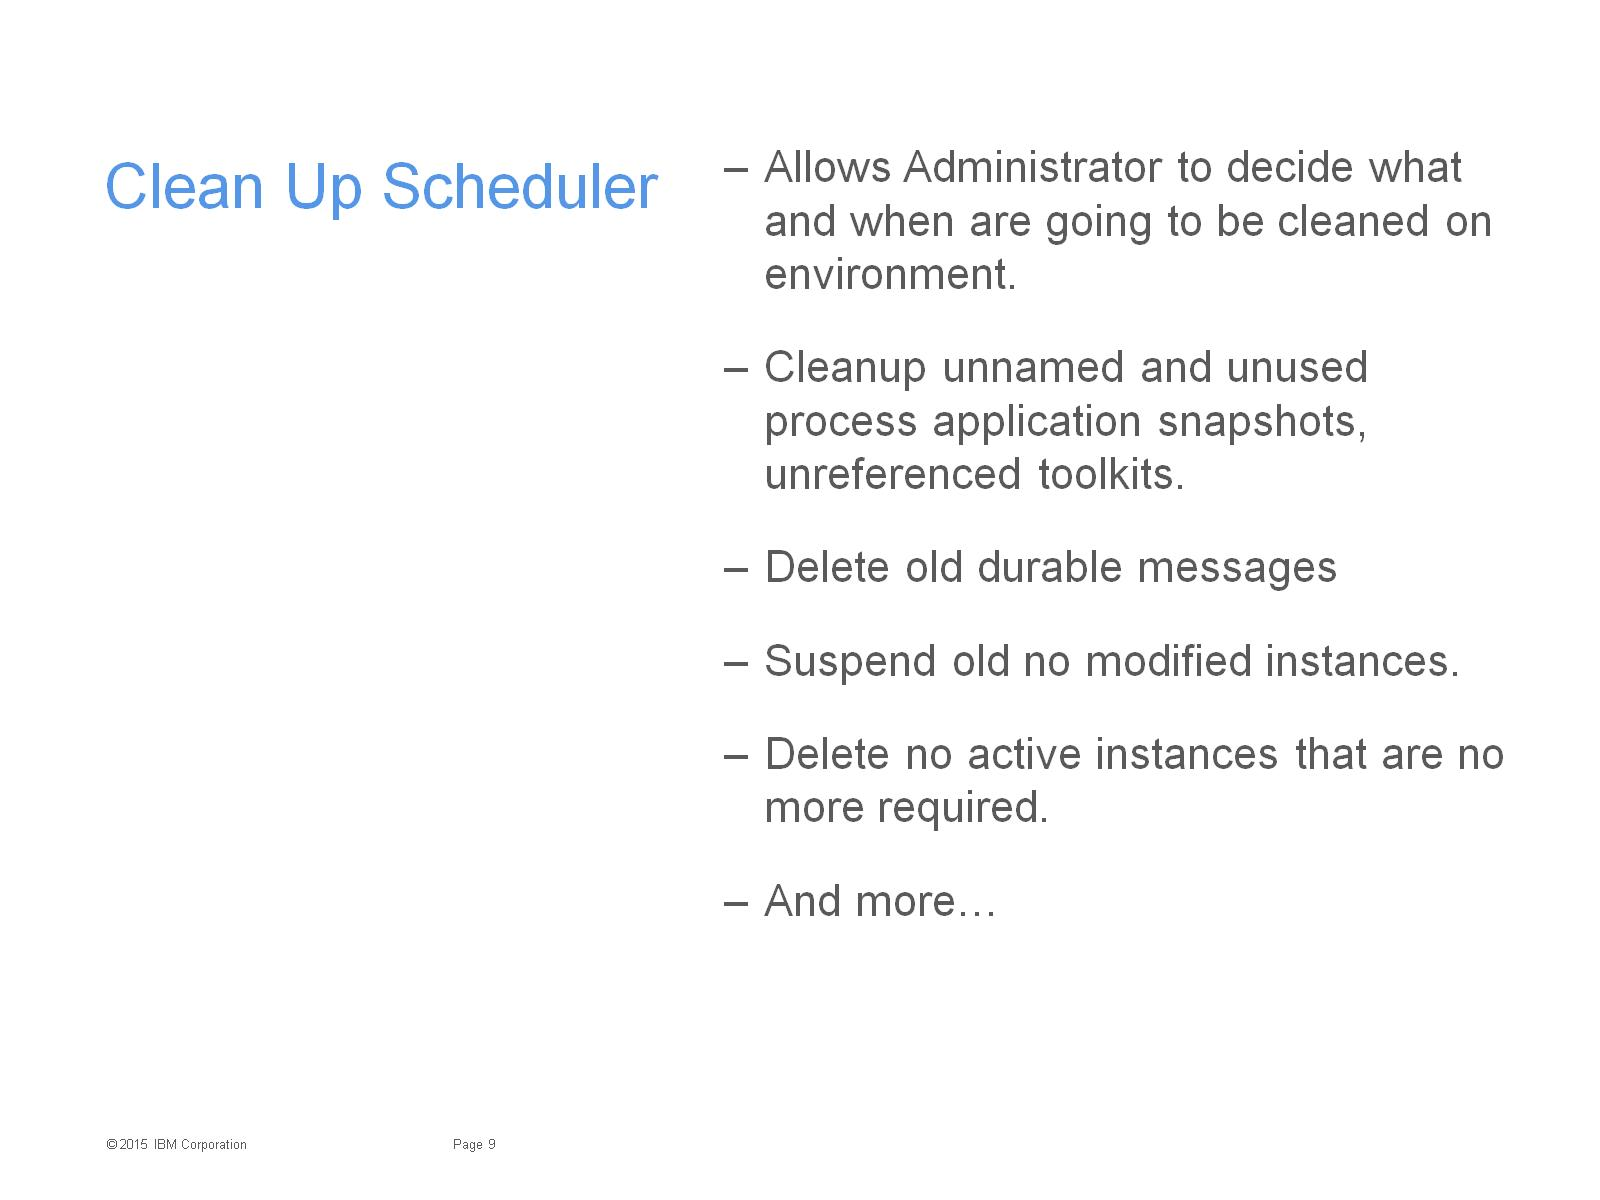 Clean Up Scheduler
– Allows Administrator to decide what
and when are going to be cleaned on
environment.
– Cleanup unnamed and unused
process application snapshots,
unreferenced toolkits.
– Delete old durable messages
– Suspend old no modified instances.
– Delete no active instances that are no
more required.
– And more…
©2015 IBM Corporation
Page 9